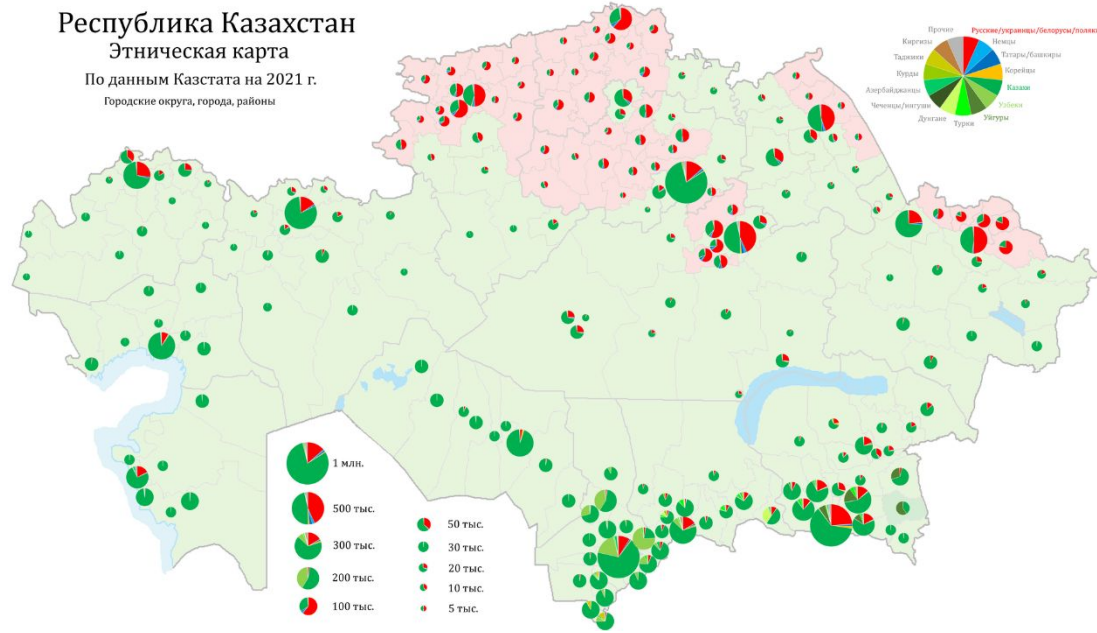 Республика Казахстан
Этническая карта
По данным Казстата на 2021 г.
Городские округа, города, районы
Прочие
Русские/украинцы/белорусы/поляки
Киргизы
Немцы
Таджики
Татары/башкиры
Курды
Корейцы
Азербайджанцы
Казахи
Чеченцы/ингуши
Узбеки
Дунгане
Турки
Уйгуры
1 млн.
500 тыс.
300 тыс.
200 тыс.
100 тыс.
50 тыс.
30 тыс.
20 тыс.
10 тыс.
5 тыс.